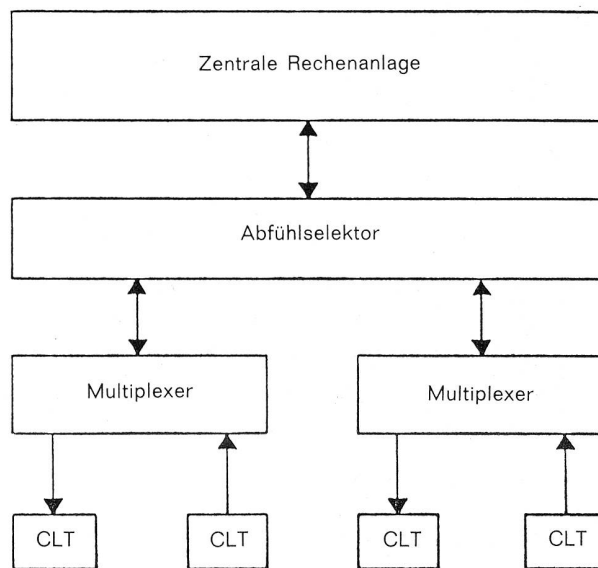 Zentrale Rechenanlage
Abfühlselektor
Multiplexer
Multiplexer
CLT
CLT
CLT
CLT